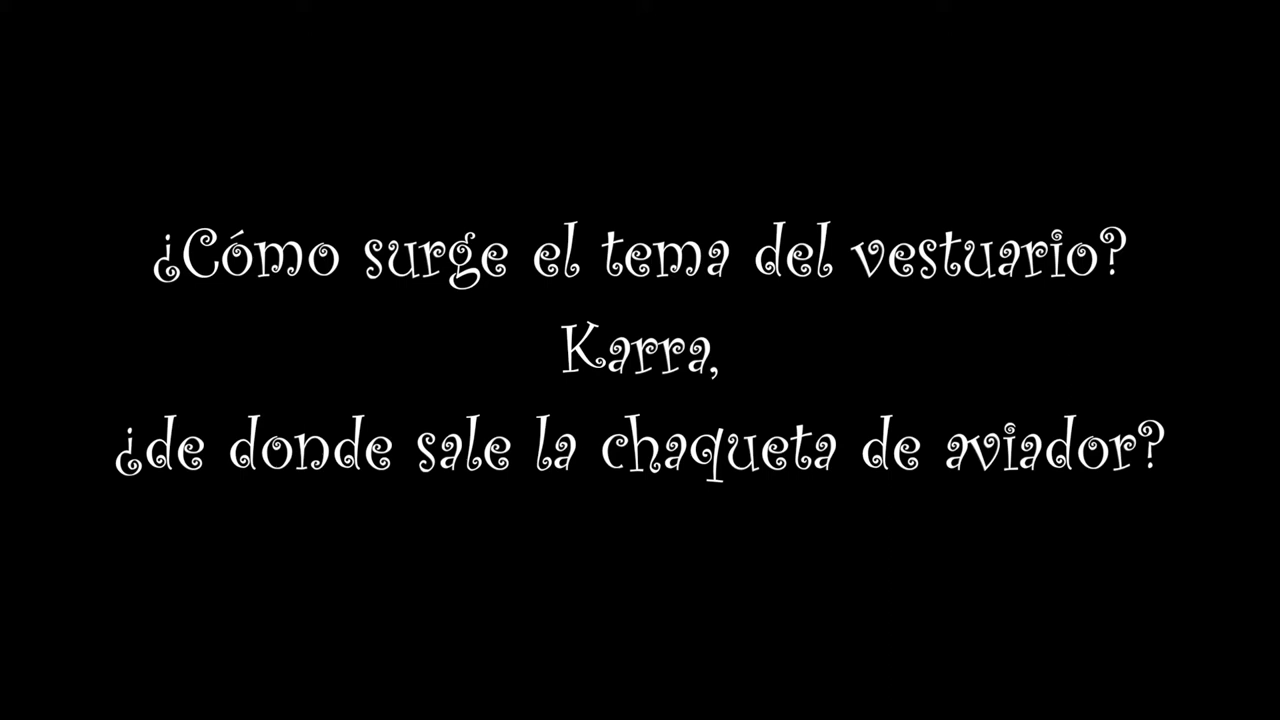 ¿Cómo surge el tema del vestuario?
Karra,
¿de donde sale la chaqueta de aviador?